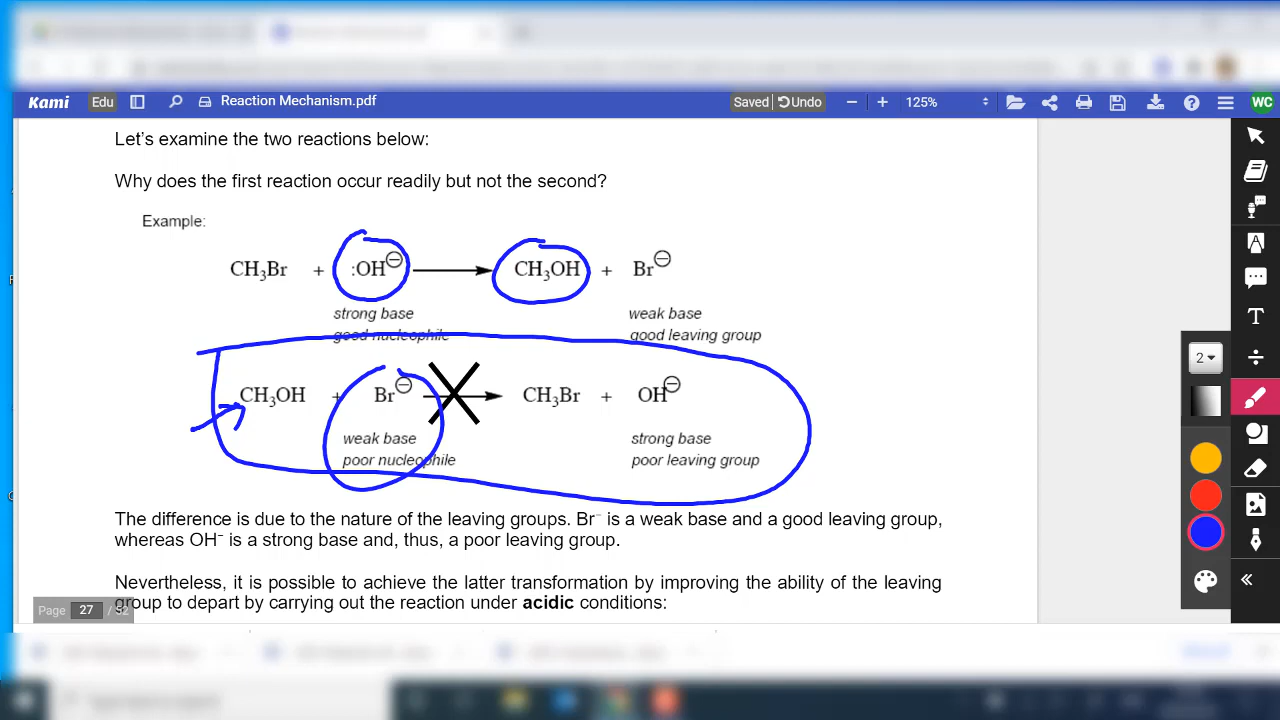 Kami Edu Reaction Mechanism.pdf Saved Undo 125% WC
Let's examine the two reactions below:
Why does the first reaction occur readily but not the second?
Example:
CH₃Br + :OH⊖ → CH₃OH + Br⊖
strong base weak base
good nucleophile good leaving group
CH₃OH + Br⊖ → CH₃Br + OH⊖
weak base strong base
poor nucleophile poor leaving group
The difference is due to the nature of the leaving groups. Br⁻ is a weak base and a good leaving group,
whereas OH⁻ is a strong base and, thus, a poor leaving group.
Nevertheless, it is possible to achieve the latter transformation by improving the ability of the leaving
group to depart by carrying out the reaction under acidic conditions:
Page 27 / 52
2
T